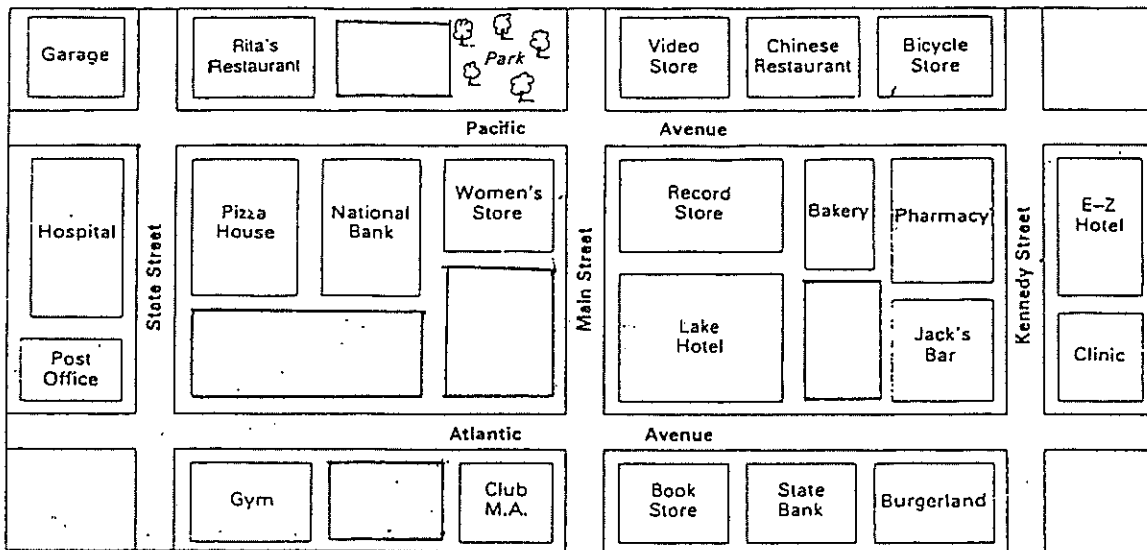 Garage
Rita's
Restaurant
Park
Video
Store
Chinese
Restaurant
Bicycle
Store
Pacific Avenue
Hospital
State Street
Pizza
House
National
Bank
Women's
Store
Main Street
Record
Store
Bakery
Pharmacy
Kennedy Street
E-Z
Hotel
Post
Office
Lake
Hotel
Jack's
Bar
Clinic
Atlantic Avenue
Gym
Club
M.A.
Book
Store
State
Bank
Burgerland